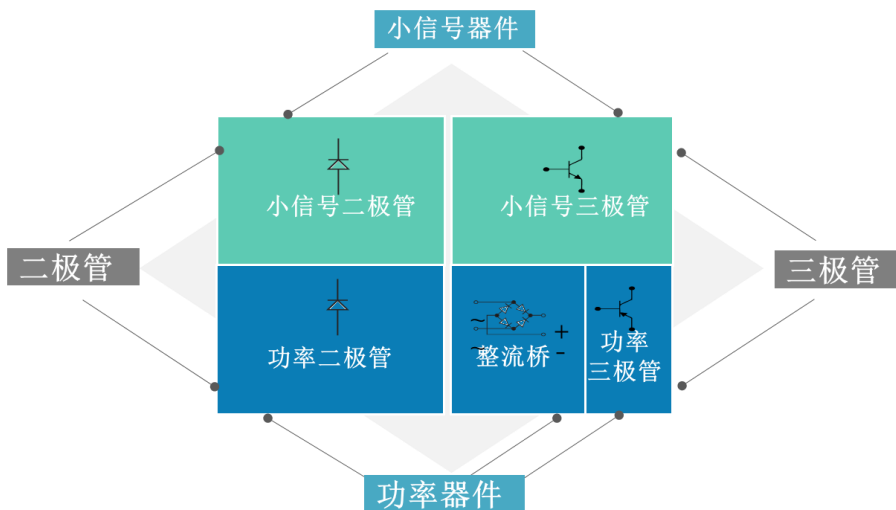 小信号器件
小信号二极管
小信号三极管
二极管
三极管
功率二极管
整流桥
功率
三极管
功率器件